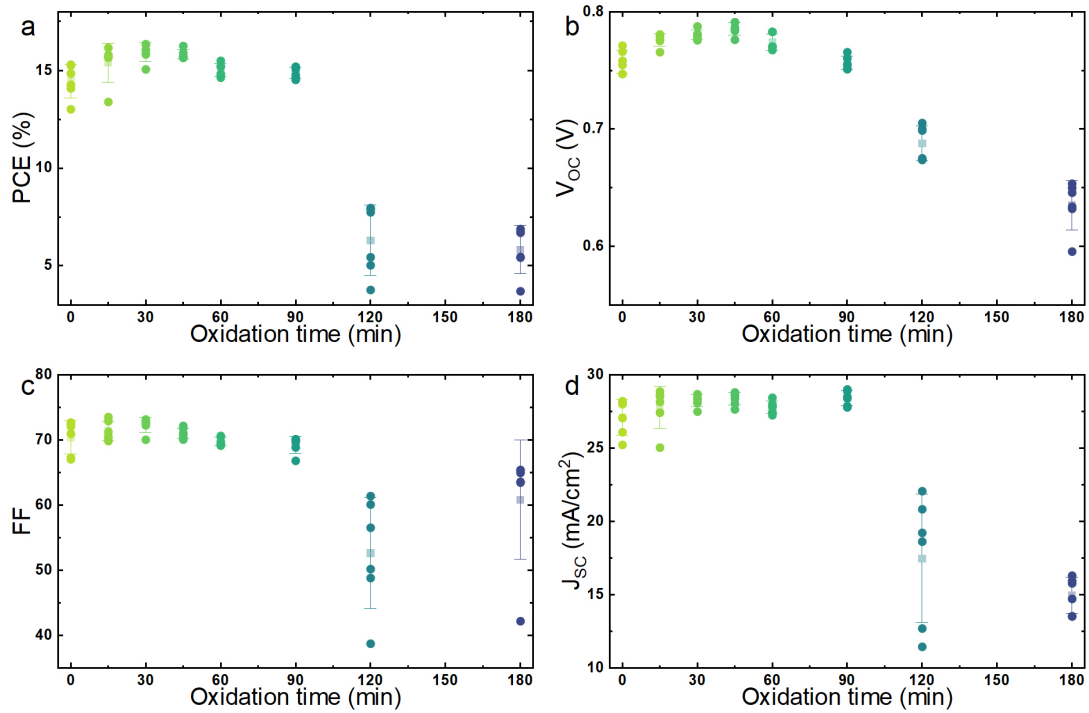 a
PCE (%)
15
10
5
0 30 60 90 120 150 180
Oxidation time (min)
b
V_OC (V)
0.8
0.7
0.6
0 30 60 90 120 150 180
Oxidation time (min)
c
FF
80
70
60
50
40
0 30 60 90 120 150 180
Oxidation time (min)
d
J_SC (mA/cm²)
30
25
20
15
10
0 30 60 90 120 150 180
Oxidation time (min)